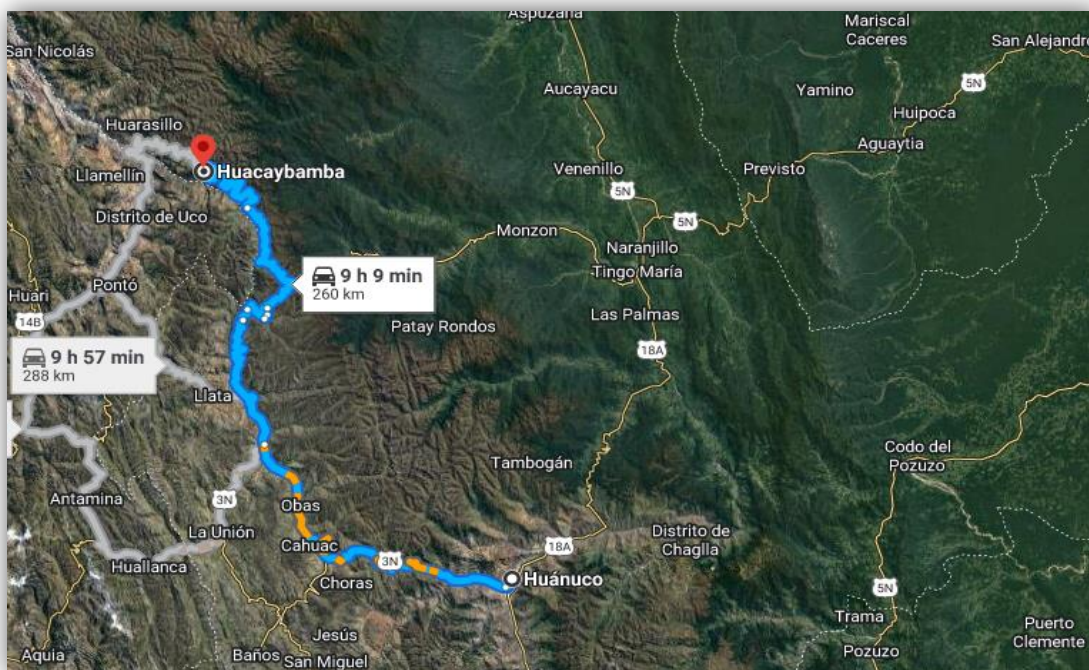 Aspuzana
Mariscal
Caceres
San Alejandro
San Nicolás
5N
Aucayacu
Yamino
Huipoca
5N
Huarasillo
Aguaytia
Venenillo
Previsto
Llamellín
Huacaybamba
5N
5N
Distrito de Uco
Monzon
Naranjillo
9 h 9 min
Tingo María
260 km
Pontó
Huari
Las Palmas
14B
Patay Rondos
9 h 57 min
18A
288 km
Llata
Codo del
Pozuzo
Tambogán
Antamina
3N
Obas
La Unión
Distrito de
Chaglla
Cahuac
18A
3N
Huallanca
Choras
Huánuco
5N
Trama
Puerto
Clemente
Jesús
Baños
San Miguel
Aquia
Pozuzo